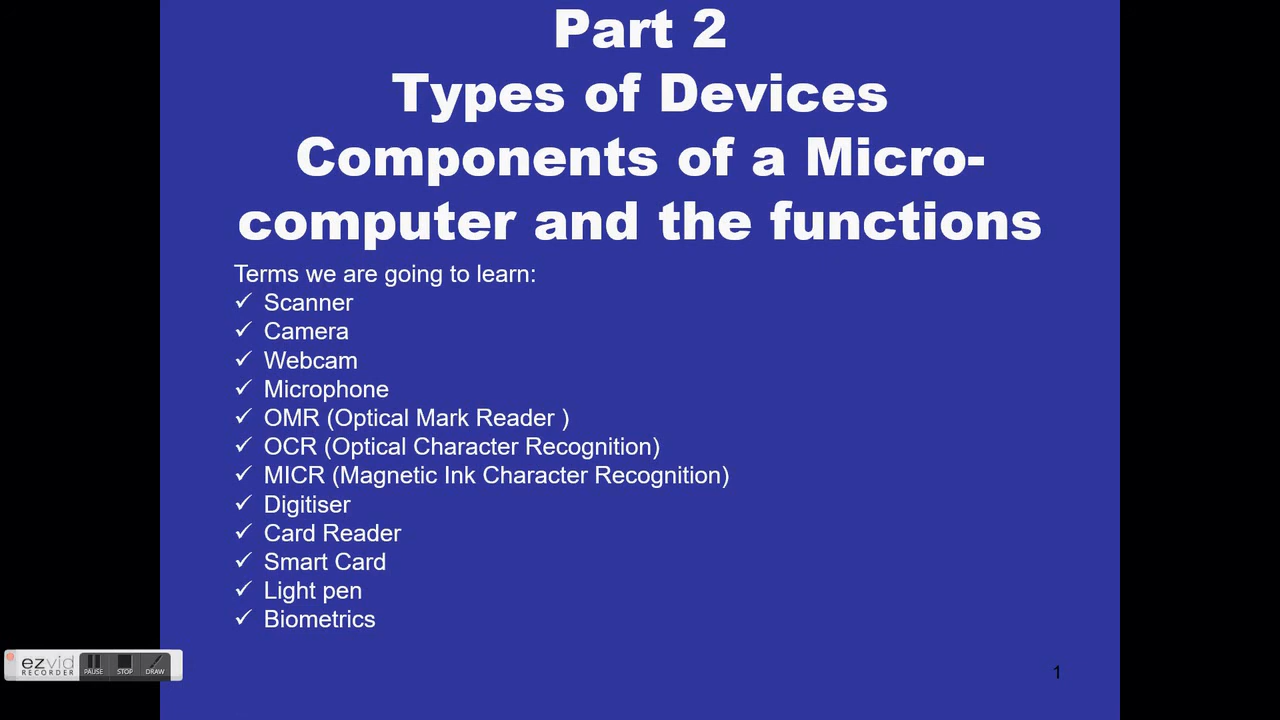 Part 2
Types of Devices
Components of a Micro-
computer and the functions
Terms we are going to learn:
✓ Scanner
✓ Camera
✓ Webcam
✓ Microphone
✓ OMR (Optical Mark Reader )
✓ OCR (Optical Character Recognition)
✓ MICR (Magnetic Ink Character Recognition)
✓ Digitiser
✓ Card Reader
✓ Smart Card
✓ Light pen
✓ Biometrics
ezvid
RECORDER
PAUSE STOP DRAW
1